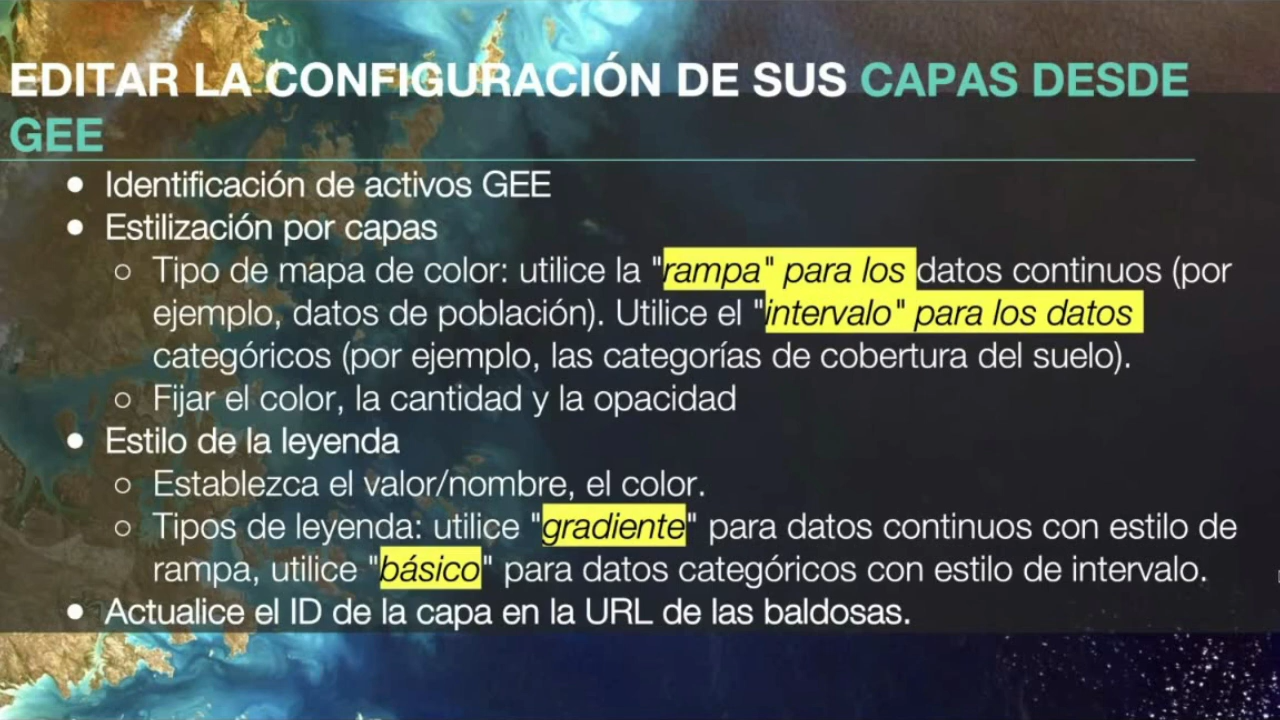 EDITAR LA CONFIGURACIÓN DE SUS CAPAS DESDE
GEE
● Identificación de activos GEE
● Estilización por capas
○ Tipo de mapa de color: utilice la "rampa" para los datos continuos (por
ejemplo, datos de población). Utilice el "intervalo" para los datos
categóricos (por ejemplo, las categorías de cobertura del suelo).
○ Fijar el color, la cantidad y la opacidad
● Estilo de la leyenda
○ Establezca el valor/nombre, el color.
○ Tipos de leyenda: utilice "gradiente" para datos continuos con estilo de
rampa, utilice "básico" para datos categóricos con estilo de intervalo.
● Actualice el ID de la capa en la URL de las baldosas.